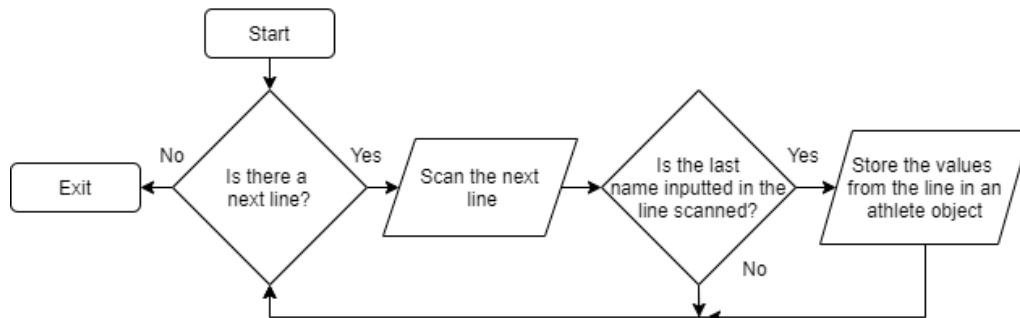 Start
No
Yes
Yes
Exit
Is there a
next line?
Scan the next
line
Is the last
name inputted in the
line scanned?
Store the values
from the line in an
athlete object
No